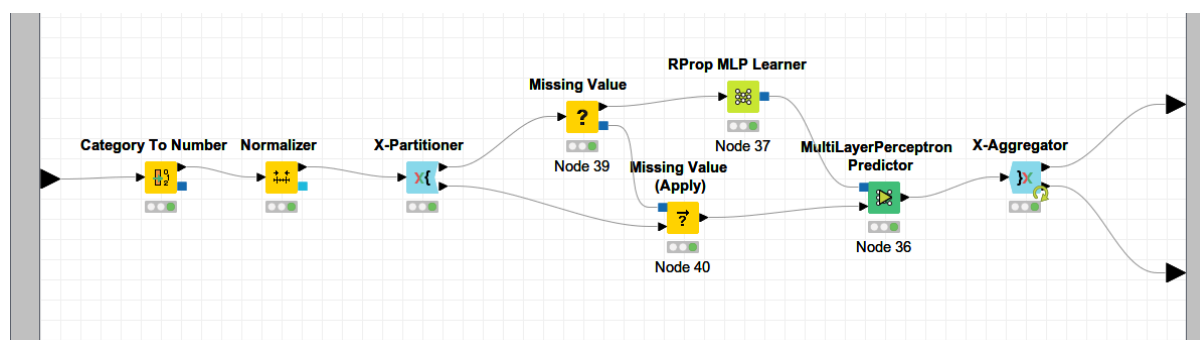 RProp MLP Learner
Missing Value
Category To Number
Normalizer
X-Partitioner
Node 39
Missing Value
(Apply)
Node 37
MultiLayerPerceptron
Predictor
X-Aggregator
Node 40
Node 36